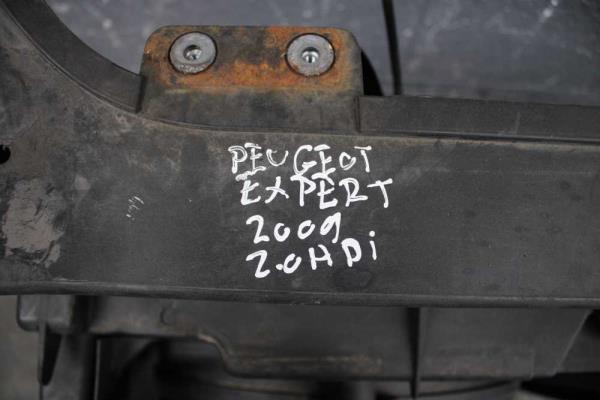 PEUGEOT
EXPERT
2009
2.0HDi